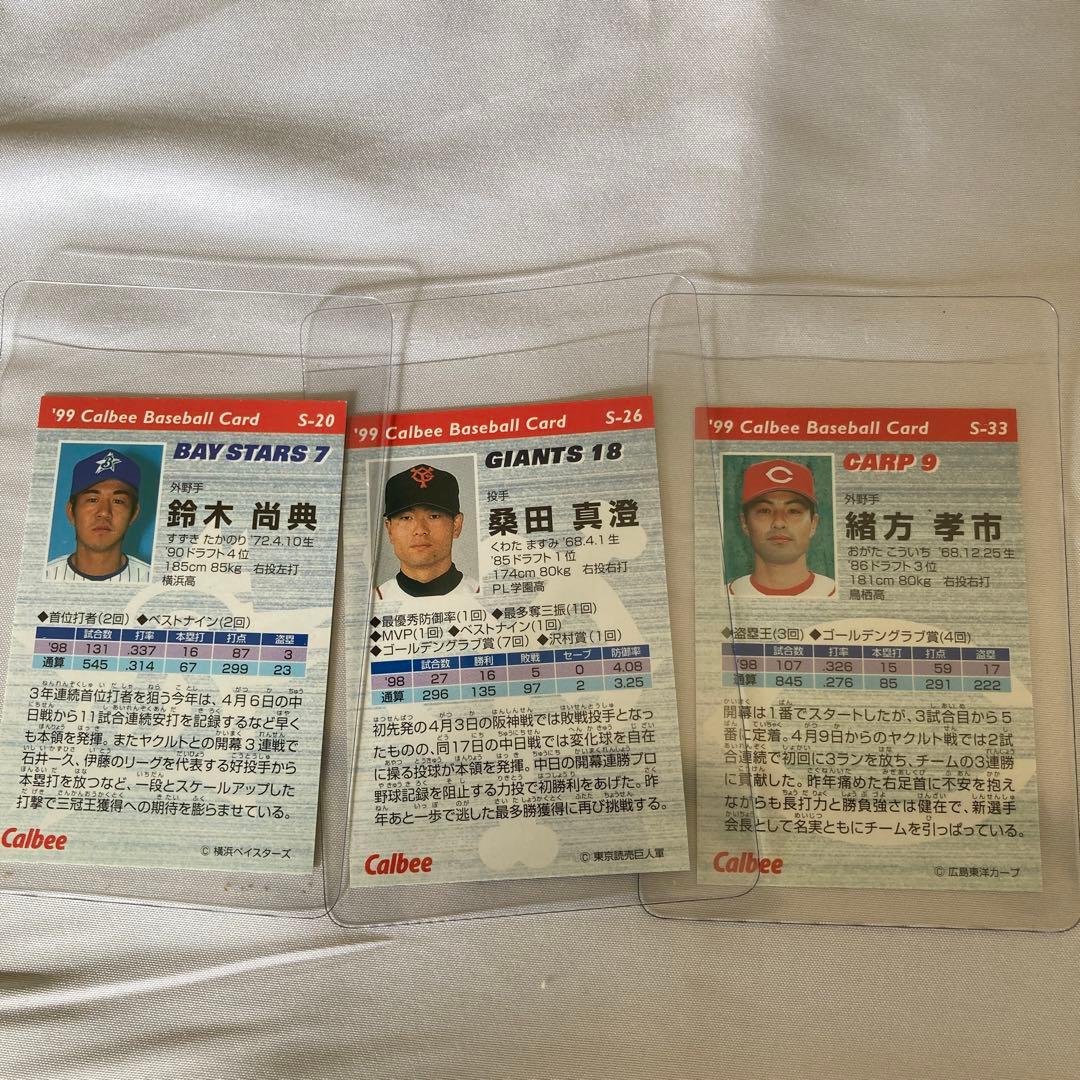 '99 Calbee Baseball Card S-20
BAY STARS 7
外野手
鈴木 尚典
すずき たかのり '72.4.10生
'90ドラフト4位
185cm 85kg 右投左打
横浜高
◆首位打者(2回) ◆ベストナイン(2回)
試合数 打率 本塁打 打点 盗塁
'98 131 .337 16 87 3
通算 545 .314 67 299 23
3年連続首位打者を狙う今年は、4月6日の中
日戦から11試合連続安打を記録するなど早く
も本領を発揮。またヤクルトとの開幕3連戦で
石井一久、伊藤のリーグを代表する好投手から
本塁打を放つなど、一段とスケールアップした
打撃で三冠王獲得への期待を膨らませている。
Calbee
© 横浜ベイスターズ
'99 Calbee Baseball Card S-26
GIANTS 18
投手
桑田 真澄
くわた ますみ '68.4.1生
'85ドラフト1位
174cm 80kg 右投右打
PL学園高
◆最優秀防御率(1回) ◆最多奪三振(1回)
◆MVP(1回) ◆ベストナイン(1回)
◆ゴールデングラブ賞(7回) ◆沢村賞(1回)
試合数 勝利 敗戦 セーブ 防御率
'98 27 16 5 0 4.08
通算 296 135 97 2 3.25
初先発の4月3日の阪神戦では敗戦投手となっ
たものの、同17日の中日戦では変化球を自在
に操る投球が本領を発揮。中日の開幕連勝プロ
野球記録を阻止する力投で初勝利をあげた。昨
年あと一歩で逃した最多勝獲得に再び挑戦する。
Calbee
© 東京読売巨人軍
'99 Calbee Baseball Card S-33
CARP 9
外野手
緒方 孝市
おがた こういち '68.12.25生
'86ドラフト3位
181cm 80kg 右投右打
鳥栖高
◆盗塁王(3回) ◆ゴールデングラブ賞(4回)
試合数 打率 本塁打 打点 盗塁
'98 107 .326 15 59 17
通算 845 .276 85 291 222
開幕は1番でスタートしたが、3試合目から5
番に定着。4月9日からのヤクルト戦では2試
合連続で初回に3ランを放ち、チームの3連勝
に貢献した。昨年痛めた右足首に不安を抱え
ながらも長打力と勝負強さは健在で、新選手
会長として名実ともにチームを引っぱっている。
Calbee
© 広島東洋カープ